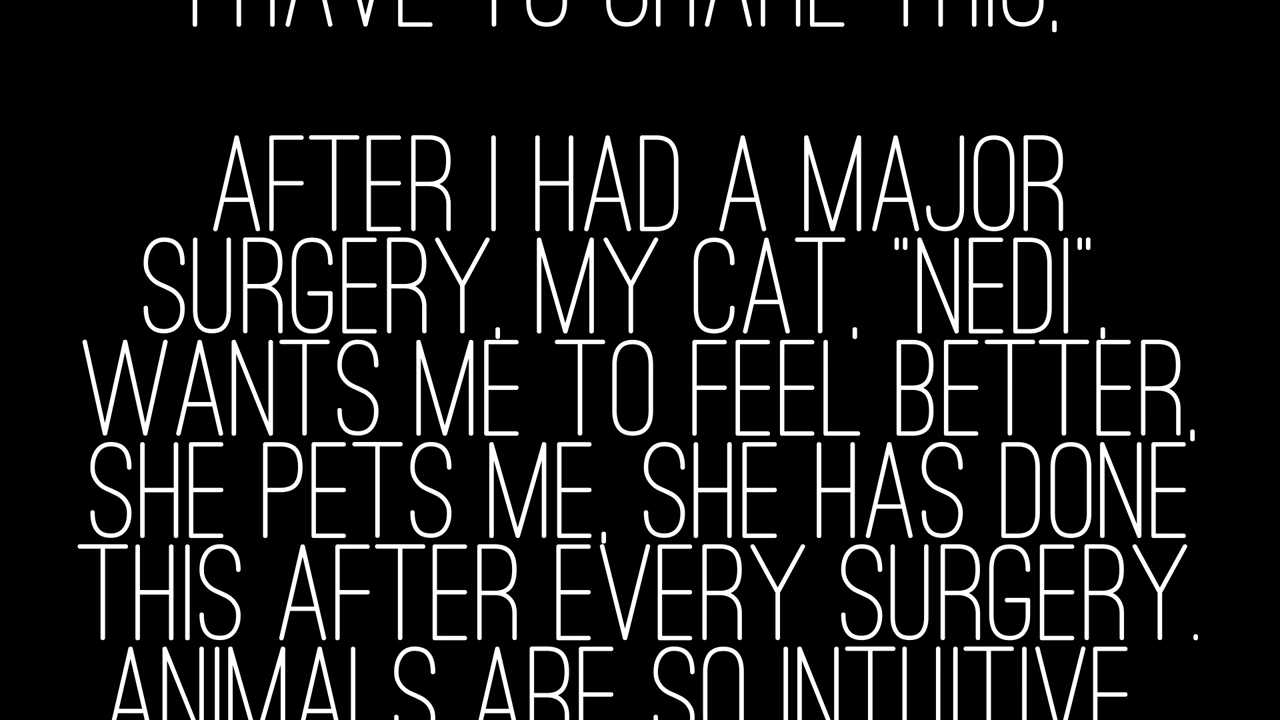 I HAVE TO SHARE THIS,
AFTER I HAD A MAJOR
SURGERY, MY CAT, "NEDI",
WANTS ME TO FEEL BETTER,
SHE PETS ME, SHE HAS DONE
THIS AFTER EVERY SURGERY.
ANIMALS ARE SO INTUITIVE